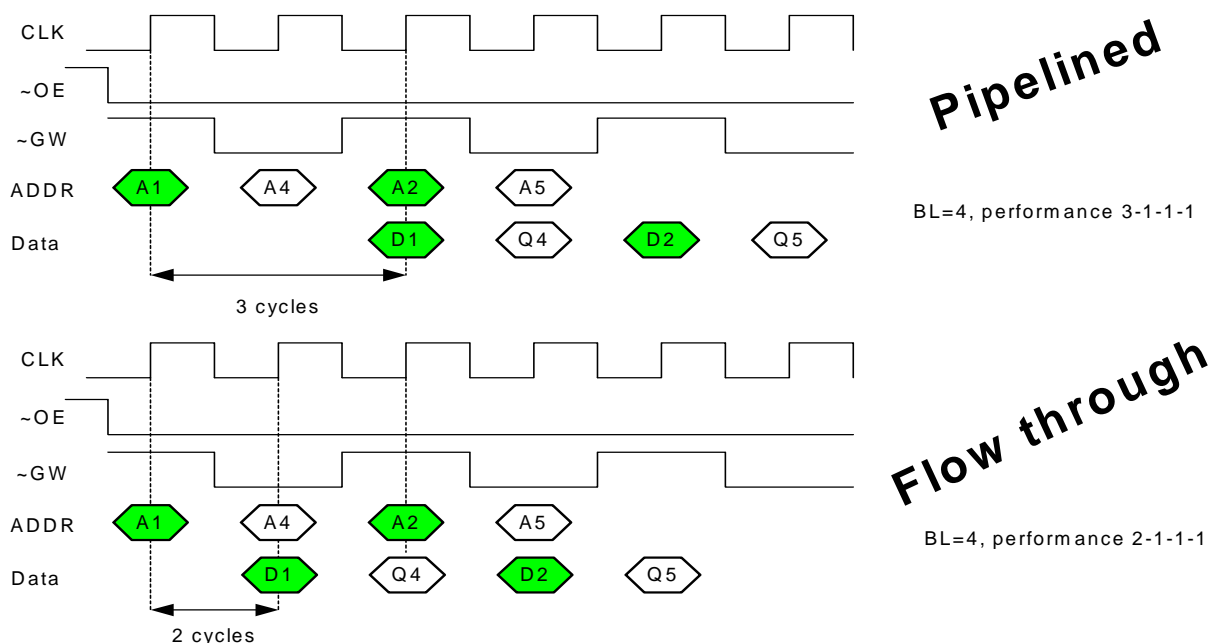 CLK
Pipelined
~OE
~GW
ADDR A1 A4 A2 A5
BL=4, performance 3-1-1-1
Data D1 Q4 D2 Q5
3 cycles
CLK
Flow through
~OE
~GW
ADDR A1 A4 A2 A5
BL=4, performance 2-1-1-1
Data D1 Q4 D2 Q5
2 cycles